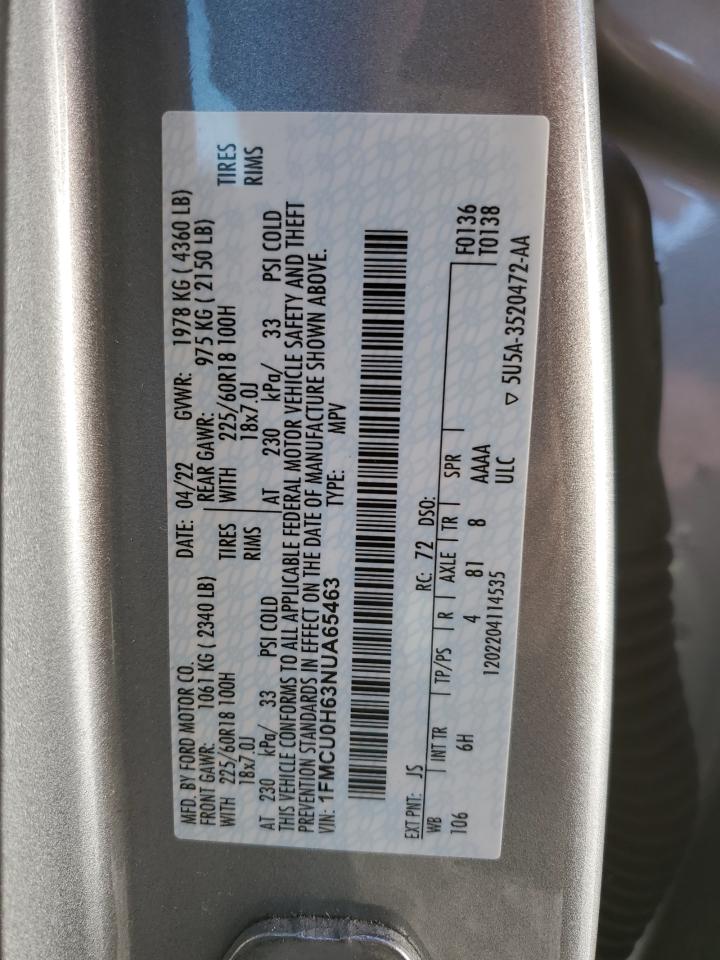 MFD. BY FORD MOTOR CO. DATE: 04/22 GVWR: 1978 KG ( 4360 LB)
FRONT GAWR: 1061 KG ( 2340 LB) REAR GAWR: 975 KG ( 2150 LB)
WITH 225/60R18 100H TIRES WITH 225/60R18 100H TIRES
18x7.0J RIMS 18x7.0J RIMS
AT 230 kPa/ 33 PSI COLD AT 230 kPa/ 33 PSI COLD
THIS VEHICLE CONFORMS TO ALL APPLICABLE FEDERAL MOTOR VEHICLE SAFETY AND THEFT
PREVENTION STANDARDS IN EFFECT ON THE DATE OF MANUFACTURE SHOWN ABOVE.
VIN: 1FMCU0H63NUA65463 TYPE: MPV
EXT PNT: JS RC: 72 DSO:
WB INT TR TP/PS R AXLE TR SPR F0136
106 6H 4 81 8 AAAA T0138
1202204114535 ULC ▽ 5U5A-3520472-AA